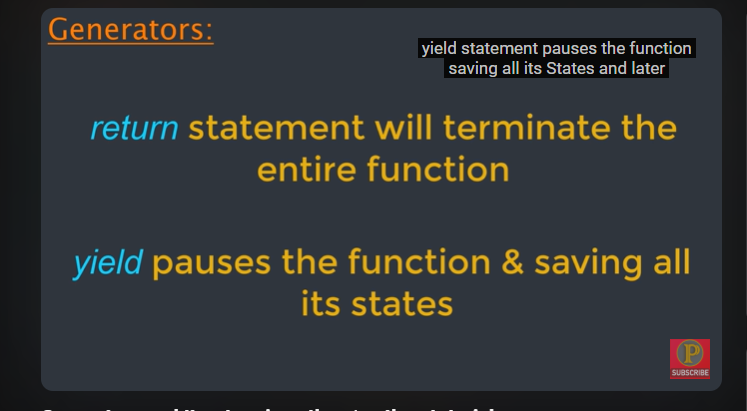 Generators:
yield statement pauses the function
saving all its States and later
return statement will terminate the
entire function
yield pauses the function & saving all
its states
P
SUBSCRIBE